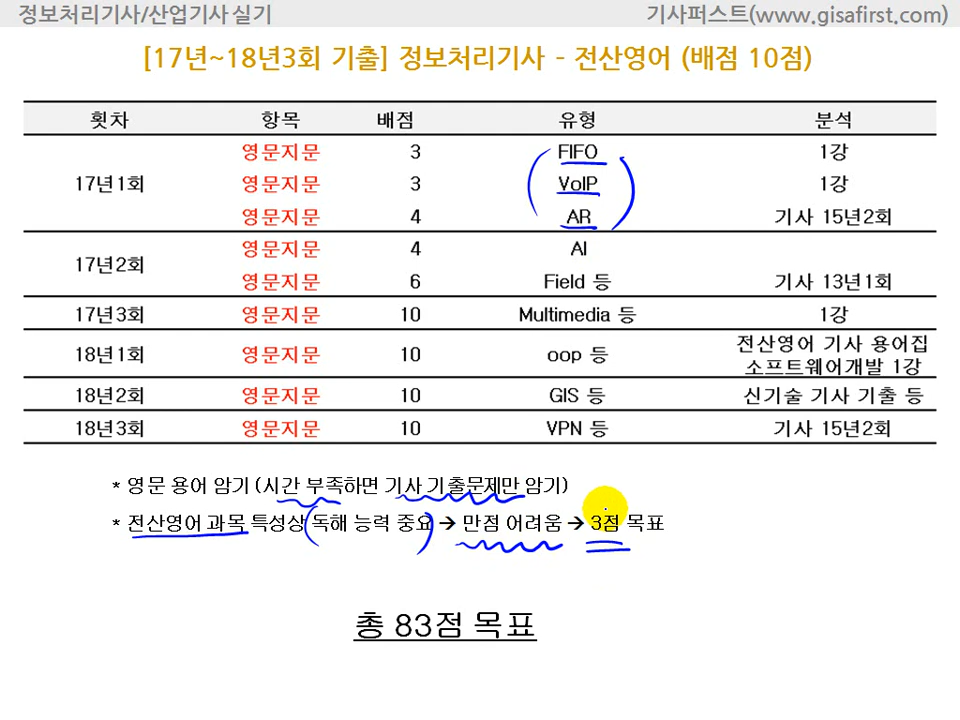 정보처리기사/산업기사 실기 기사퍼스트(www.gisafirst.com)
[17년~18년3회 기출] 정보처리기사 - 전산영어 (배점 10점)
횟차 항목 배점 유형 분석
영문지문 3 FIFO 1강
17년1회 영문지문 3 VoIP 1강
영문지문 4 AR 기사 15년2회
17년2회 영문지문 4 AI
영문지문 6 Field 등 기사 13년1회
17년3회 영문지문 10 Multimedia 등 1강
18년1회 영문지문 10 oop 등 전산영어 기사 용어집
소프트웨어개발 1강
18년2회 영문지문 10 GIS 등 신기술 기사 기출 등
18년3회 영문지문 10 VPN 등 기사 15년2회
* 영문 용어 암기 (시간 부족하면 기사 기출문제만 암기)
* 전산영어 과목 특성상 독해 능력 중요 → 만점 어려움 → 3점 목표
총 83점 목표